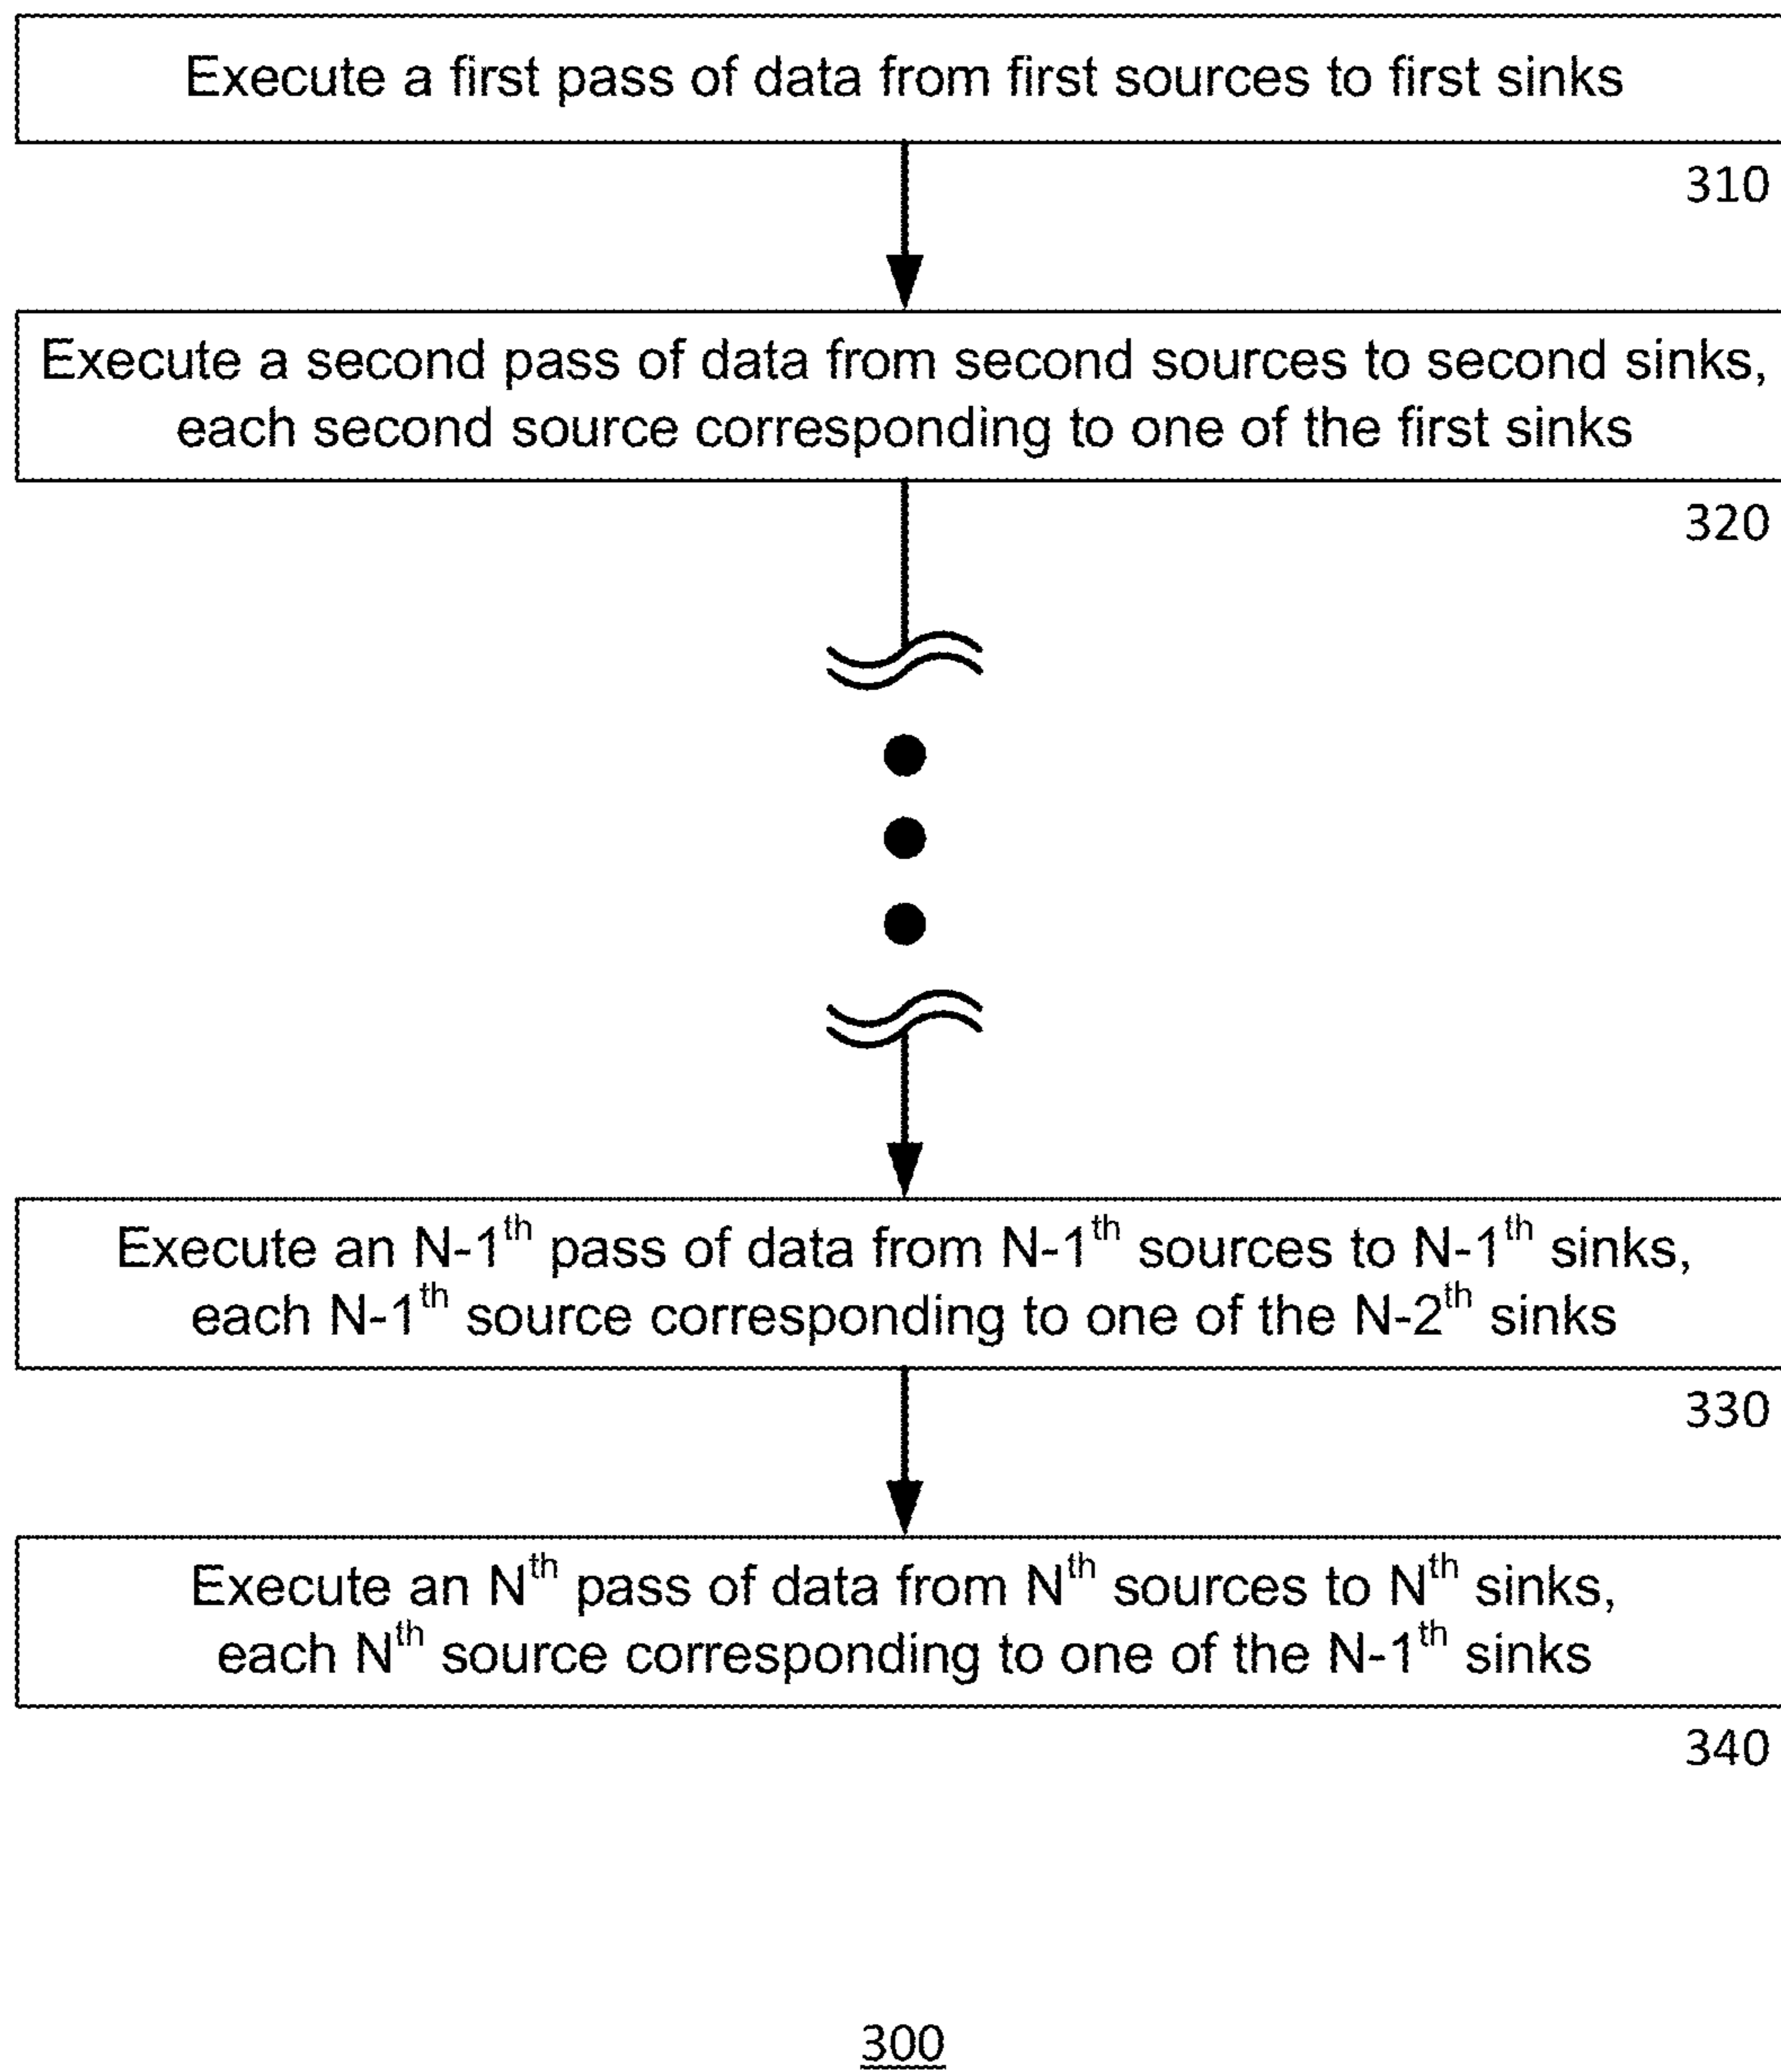 Execute a first pass of data from first sources to first sinks
310
Execute a second pass of data from second sources to second sinks,
each second source corresponding to one of the first sinks
320
Execute an N-1th pass of data from N-1th sources to N-1th sinks,
each N-1th source corresponding to one of the N-2th sinks
330
Execute an Nth pass of data from Nth sources to Nth sinks,
each Nth source corresponding to one of the N-1th sinks
340
300